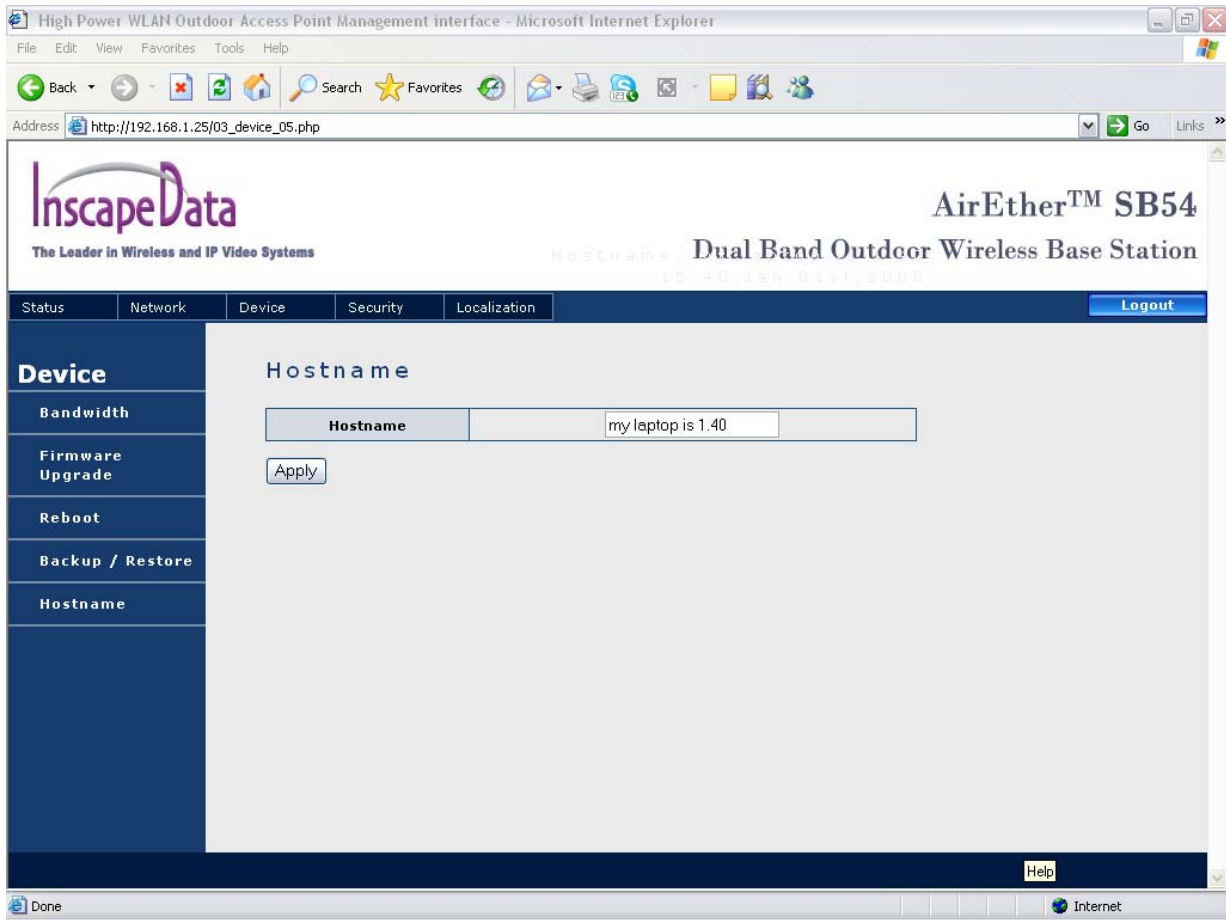 High Power WLAN Outdoor Access Point Management interface - Microsoft Internet Explorer
File Edit View Favorites Tools Help
Back Search Favorites
Address http://192.168.1.25/03_device_05.php Go Links »
InscapeData
The Leader in Wireless and IP Video Systems
AirEther™ SB54
Dual Band Outdoor Wireless Base Station
Hostname:
15:40,Jan 01st,2000
Status Network Device Security Localization Logout
Device
Bandwidth
Firmware
Upgrade
Reboot
Backup / Restore
Hostname
Hostname
Hostname my laptop is 1.40
Apply
Help
Done Internet